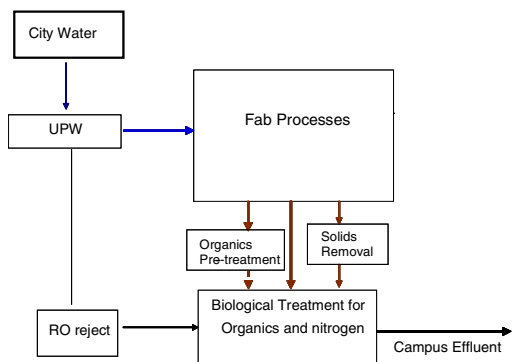 City Water
UPW
Fab Processes
Organics
Pre-treatment
Solids
Removal
RO reject
Biological Treatment for
Organics and nitrogen
Campus Effluent